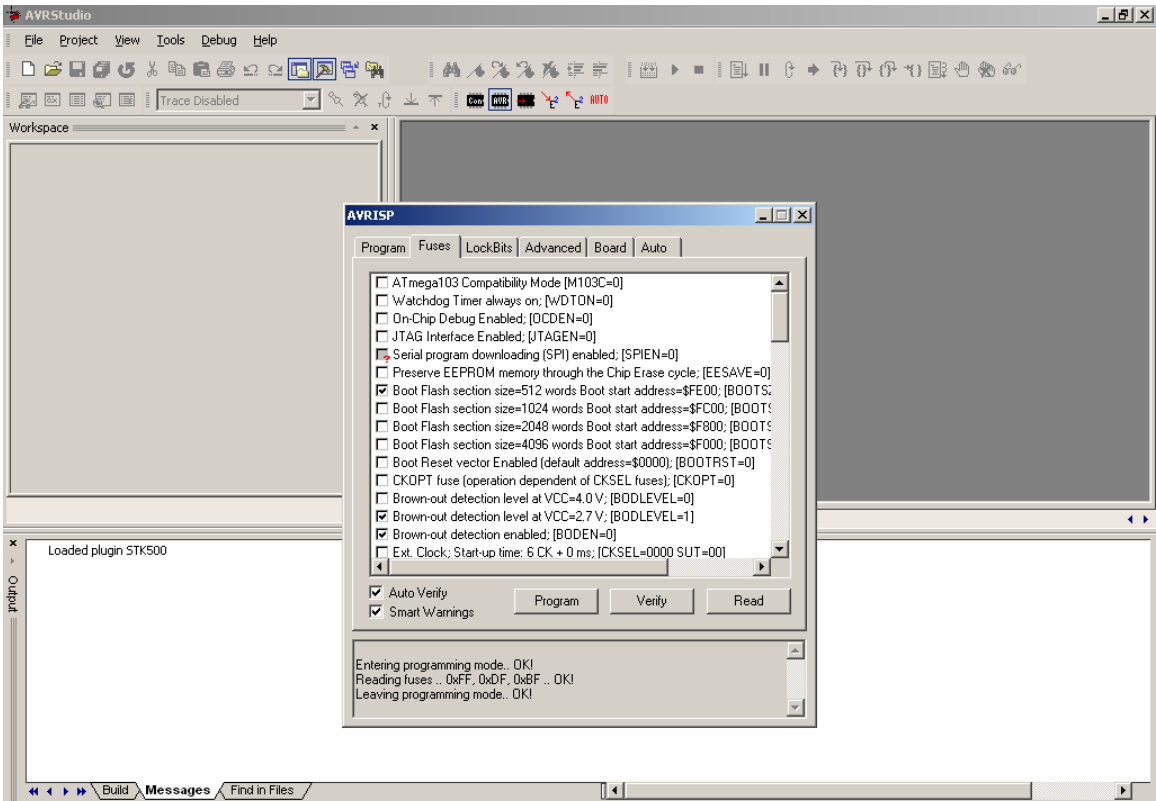 AVRStudio
File Project View Tools Debug Help
Trace Disabled
Con AVR E² E² AUTO
Workspace
AVRISP
Program Fuses LockBits Advanced Board Auto
ATmega103 Compatibility Mode [M103C=0]
Watchdog Timer always on; [WDTON=0]
On-Chip Debug Enabled; [OCDEN=0]
JTAG Interface Enabled; [JTAGEN=0]
Serial program downloading (SPI) enabled; [SPIEN=0]
Preserve EEPROM memory through the Chip Erase cycle; [EESAVE=0]
Boot Flash section size=512 words Boot start address=$FE00; [BOOTSZ
Boot Flash section size=1024 words Boot start address=$FC00; [BOOTS
Boot Flash section size=2048 words Boot start address=$F800; [BOOTS
Boot Flash section size=4096 words Boot start address=$F000; [BOOTS
Boot Reset vector Enabled (default address=$0000); [BOOTRST=0]
CKOPT fuse (operation dependent of CKSEL fuses); [CKOPT=0]
Brown-out detection level at VCC=4.0 V; [BODLEVEL=0]
Brown-out detection level at VCC=2.7 V; [BODLEVEL=1]
Brown-out detection enabled; [BODEN=0]
Ext. Clock; Start-up time: 6 CK + 0 ms; [CKSEL=0000 SUT=00]
Auto Verify
Smart Warnings
Program Verify Read
Entering programming mode.. OK!
Reading fuses .. 0xFF, 0xDF, 0xBF .. OK!
Leaving programming mode.. OK!
Output
Loaded plugin STK500
Build Messages Find in Files